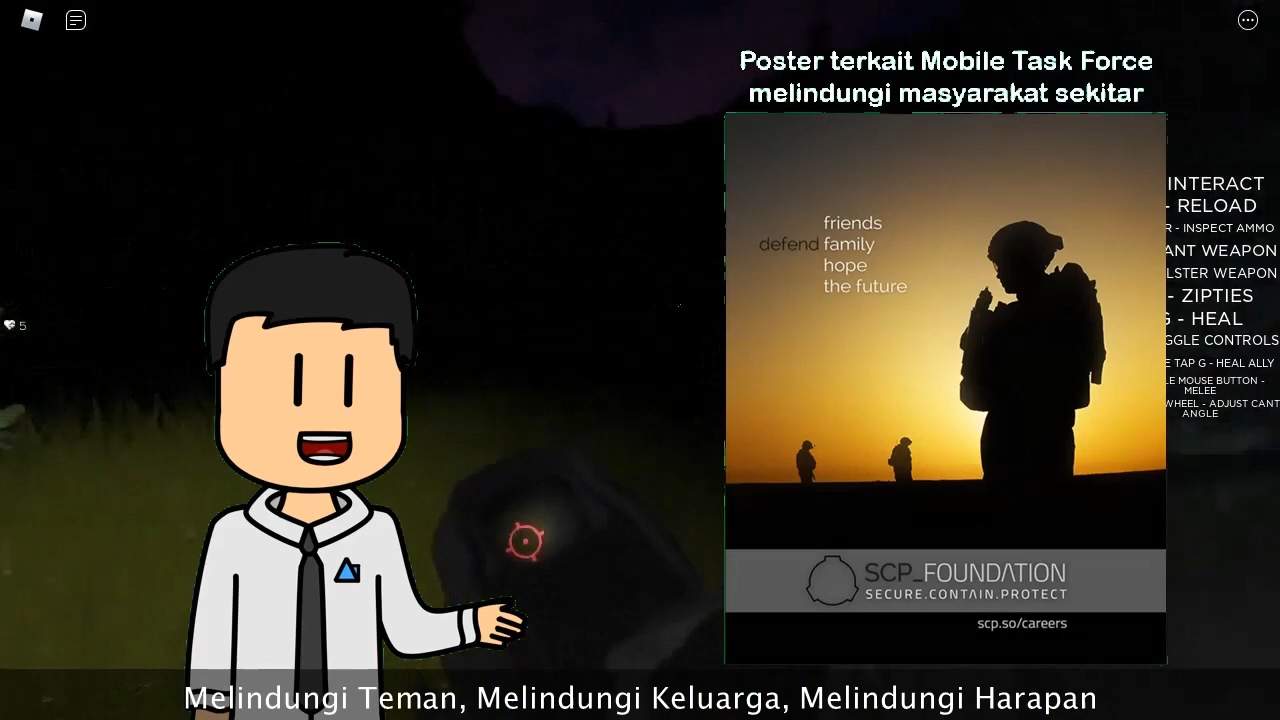 Poster terkait Mobile Task Force
melindungi masyarakat sekitar
friends
defend family
hope
the future
SCP_FOUNDATION
SECURE.CONTAIN.PROTECT
scp.so/careers
INTERACT
- RELOAD
R - INSPECT AMMO
ANT WEAPON
LSTER WEAPON
- ZIPTIES
G - HEAL
GGLE CONTROLS
E TAP G - HEAL ALLY
LE MOUSE BUTTON -
MELEE
WHEEL - ADJUST CANT
ANGLE
5
Melindungi Teman, Melindungi Keluarga, Melindungi Harapan